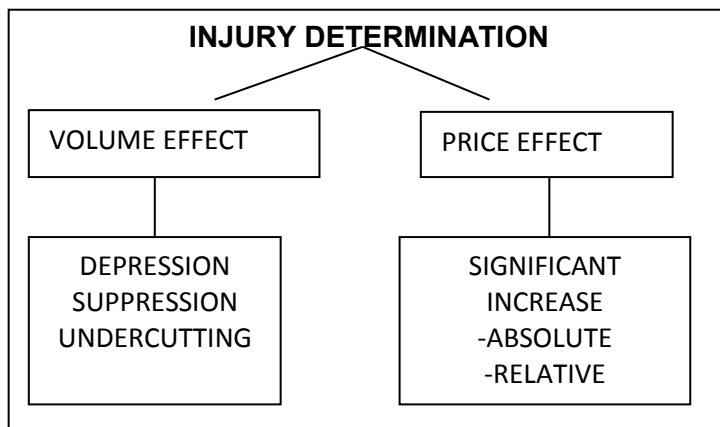 INJURY DETERMINATION
VOLUME EFFECT
PRICE EFFECT
DEPRESSION
SUPPRESSION
UNDERCUTTING
SIGNIFICANT
INCREASE
-ABSOLUTE
-RELATIVE